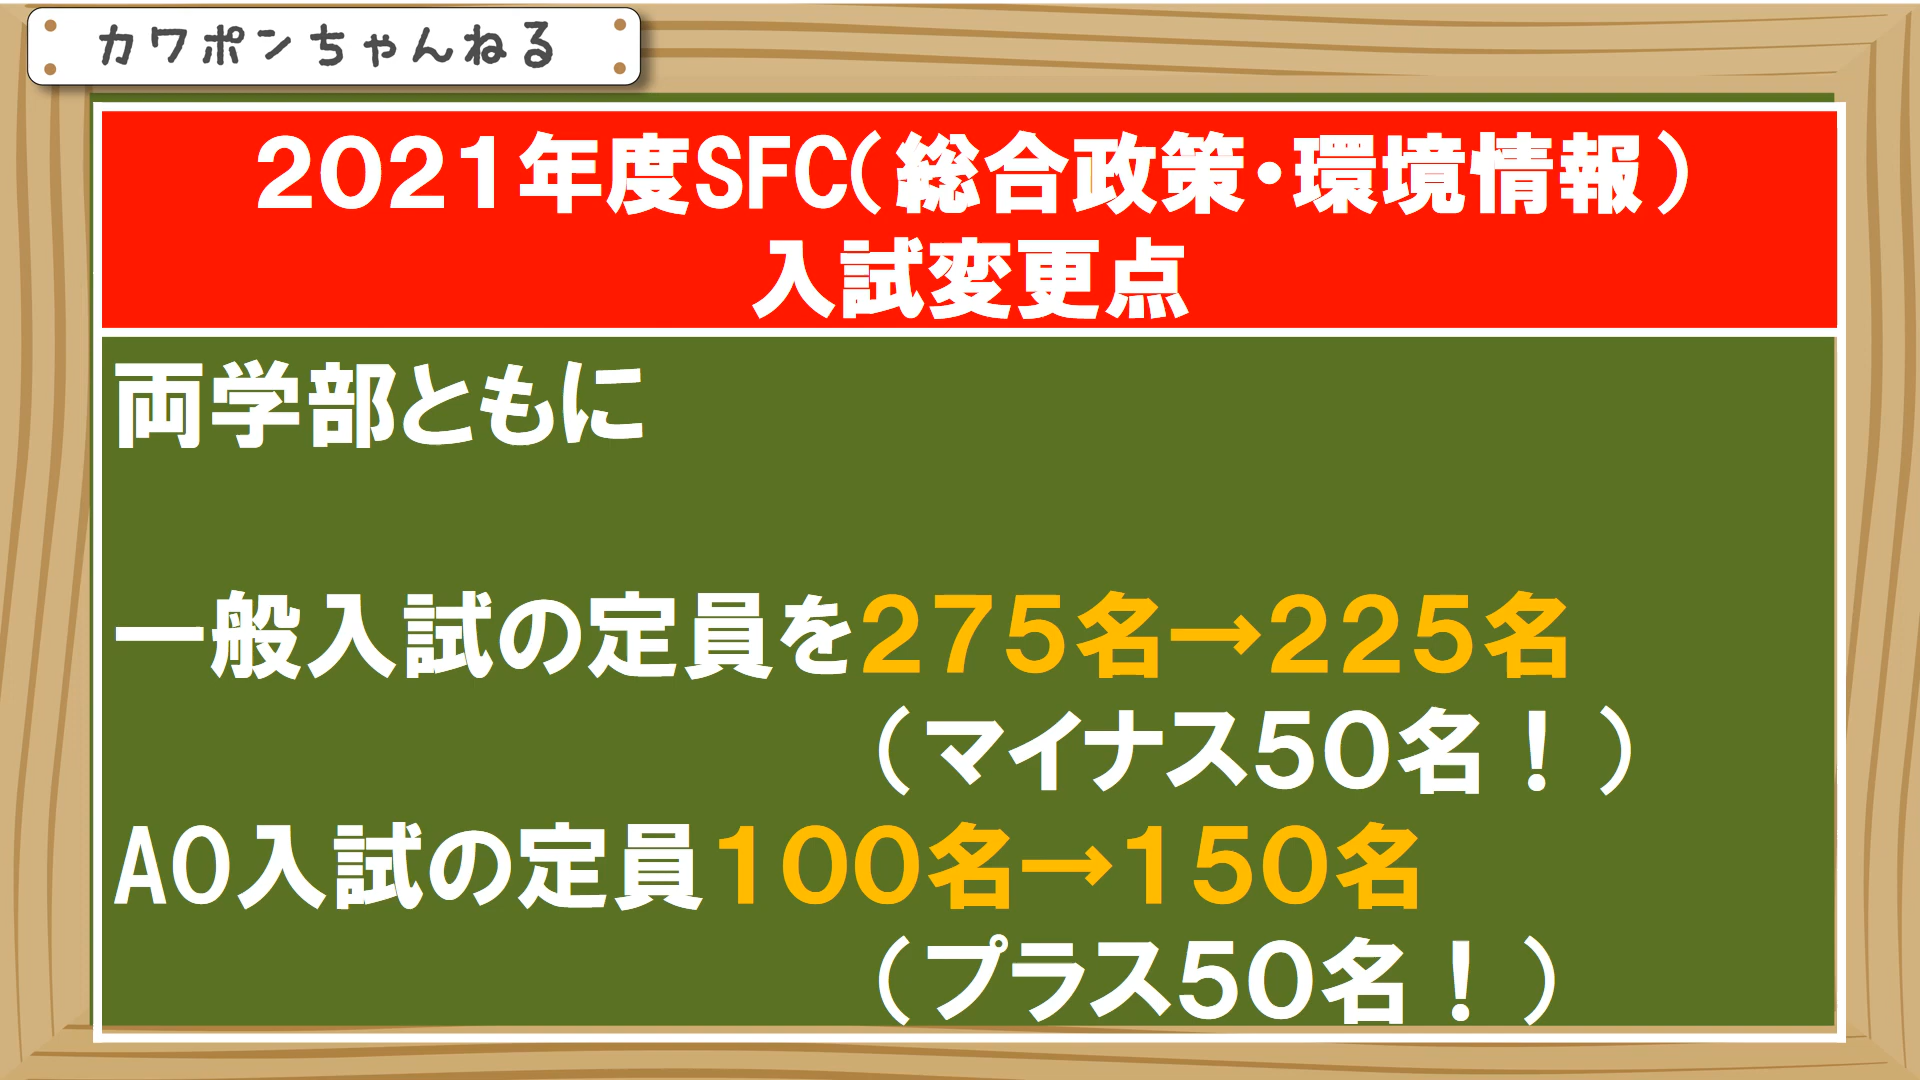 カワポンちゃんねる
2021年度SFC（総合政策・環境情報）
入試変更点
両学部ともに
一般入試の定員を275名→225名
（マイナス50名！）
AO入試の定員100名→150名
（プラス50名！）